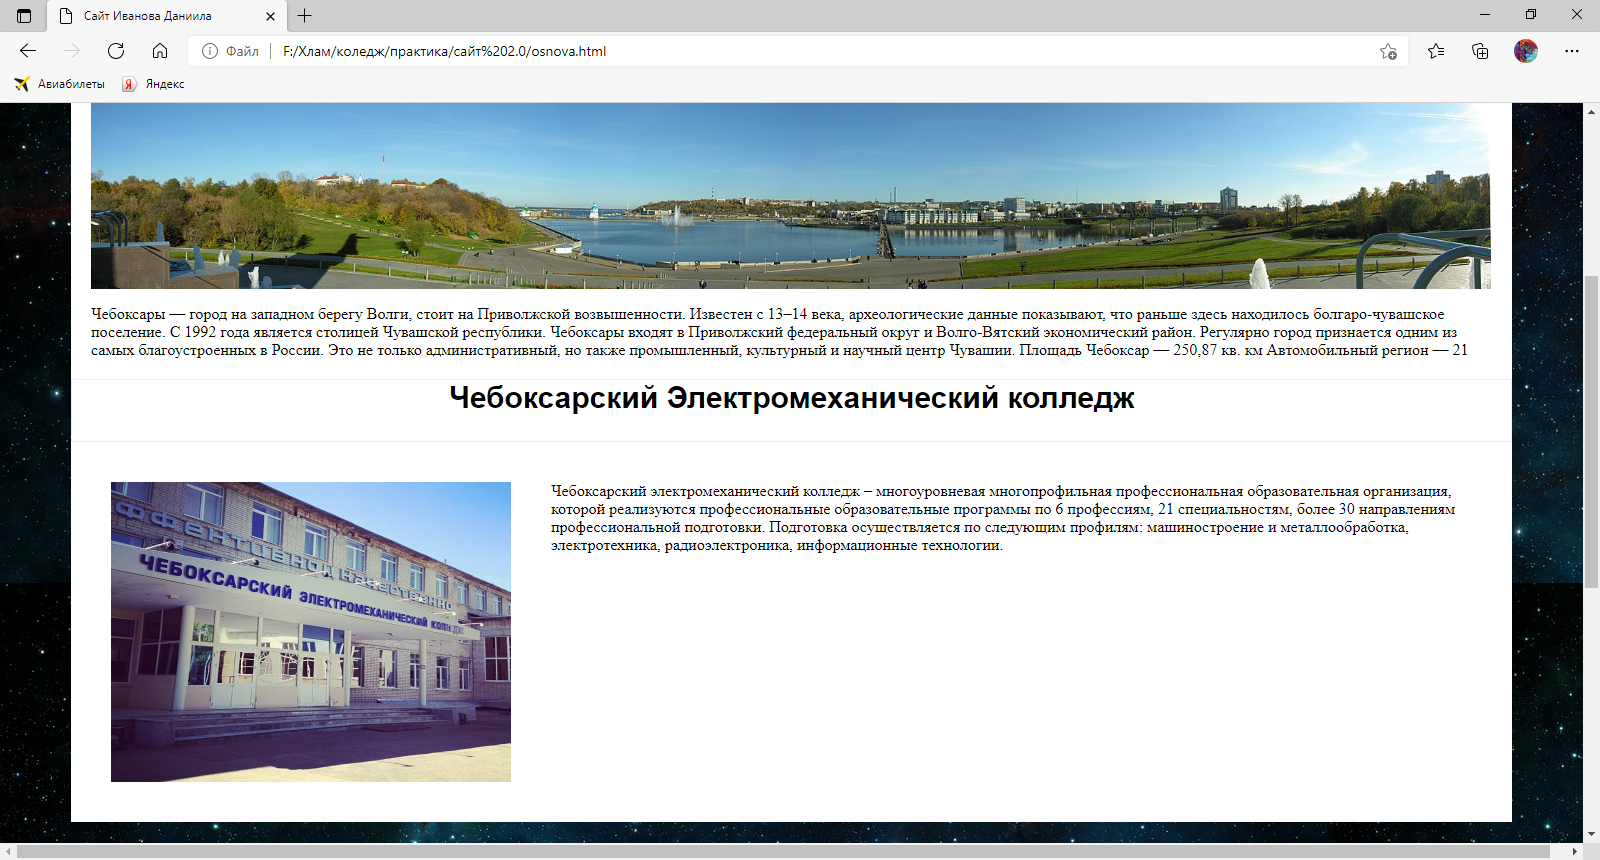 Сайт Иванова Даниила
Файл
F:/Хлам/коледж/практика/сайт%202.0/osnova.html
Авиабилеты
Я Яндекс
Чебоксары — город на западном берегу Волги, стоит на Приволжской возвышенности. Известен с 13–14 века, археологические данные показывают, что раньше здесь находилось болгаро-чувашское
поселение. С 1992 года является столицей Чувашской республики. Чебоксары входят в Приволжский федеральный округ и Волго-Вятский экономический район. Регулярно город признается одним из
самых благоустроенных в России. Это не только административный, но также промышленный, культурный и научный центр Чувашии. Площадь Чебоксар — 250,87 кв. км Автомобильный регион — 21
Чебоксарский Электромеханический колледж
ЧЕБОКСАРСКИЙ ЭЛЕКТРОМЕХАНИЧЕСКИЙ КОЛЛЕДЖ
Чебоксарский электромеханический колледж – многоуровневая многопрофильная профессиональная образовательная организация,
которой реализуются профессиональные образовательные программы по 6 профессиям, 21 специальностям, более 30 направлениям
профессиональной подготовки. Подготовка осуществляется по следующим профилям: машиностроение и металлообработка,
электротехника, радиоэлектроника, информационные технологии.